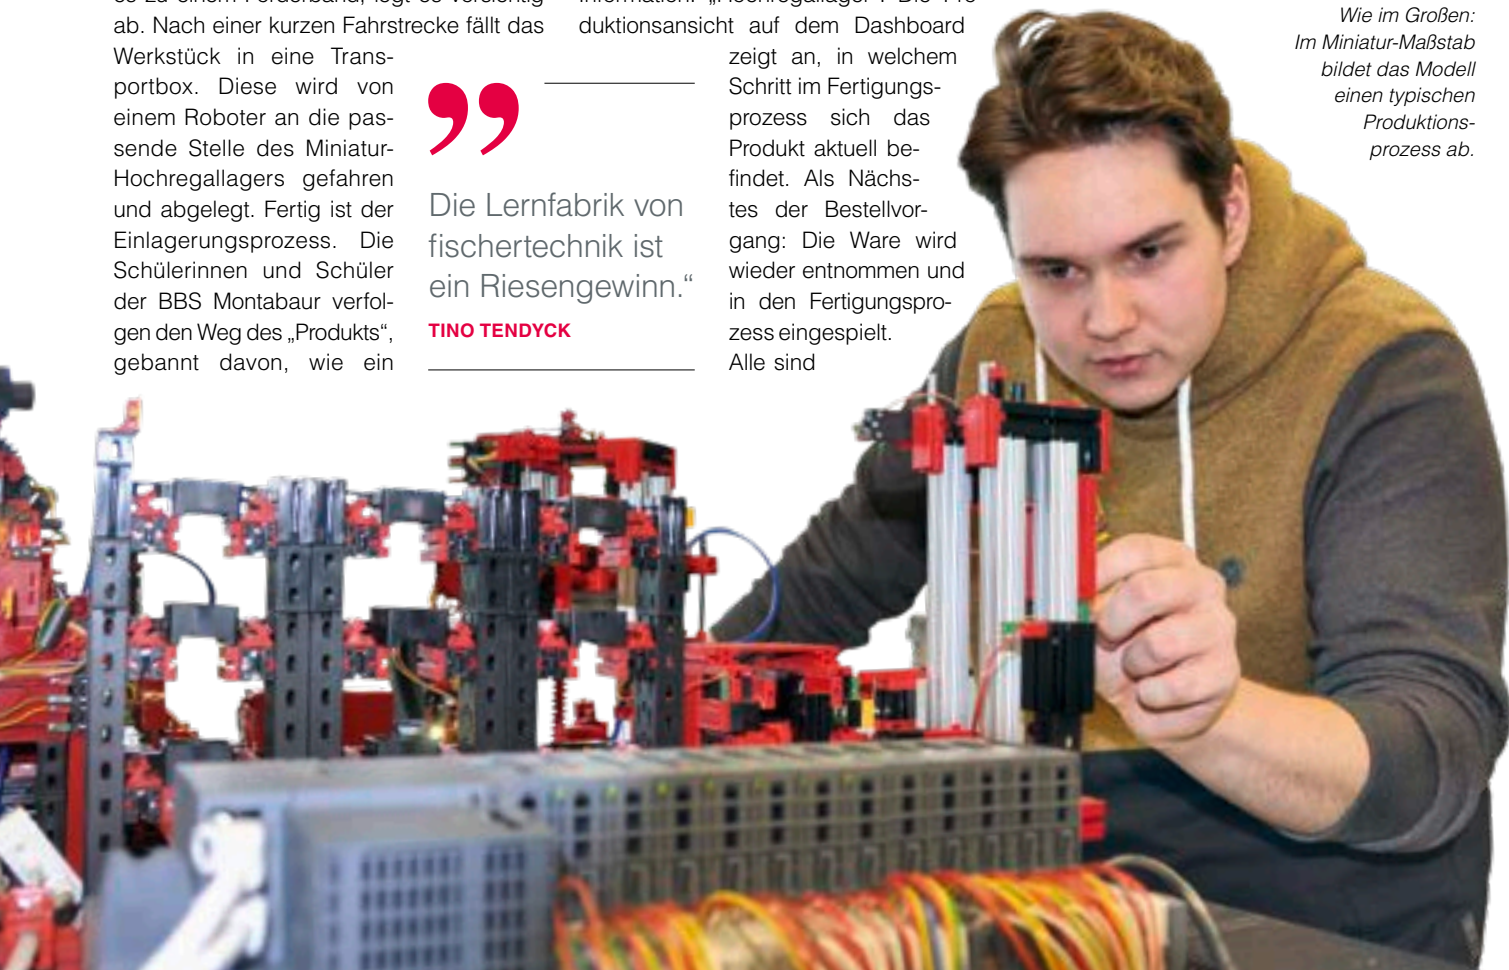 ab. Nach einer kurzen Fahrstrecke fällt das
Werkstück in eine Trans-
portbox. Diese wird von
einem Roboter an die pas-
sende Stelle des Miniatur-
Hochregallagers gefahren
und abgelegt. Fertig ist der
Einlagerungsprozess. Die
Schülerinnen und Schüler
der BBS Montabaur verfol-
gen den Weg des „Produkts“,
gebannt davon, wie ein
Die Lernfabrik von
fischertechnik ist
ein Riesengewinn.“
TINO TENDYCK
duktionsansicht auf dem Dashboard
zeigt an, in welchem
Schritt im Fertigungs-
prozess sich das
Produkt aktuell be-
findet. Als Nächs-
tes der Bestellvor-
gang: Die Ware wird
wieder entnommen und
in den Fertigungspro-
zess eingespielt.
Alle sind
Wie im Großen:
Im Miniatur-Maßstab
bildet das Modell
einen typischen
Produktions-
prozess ab.